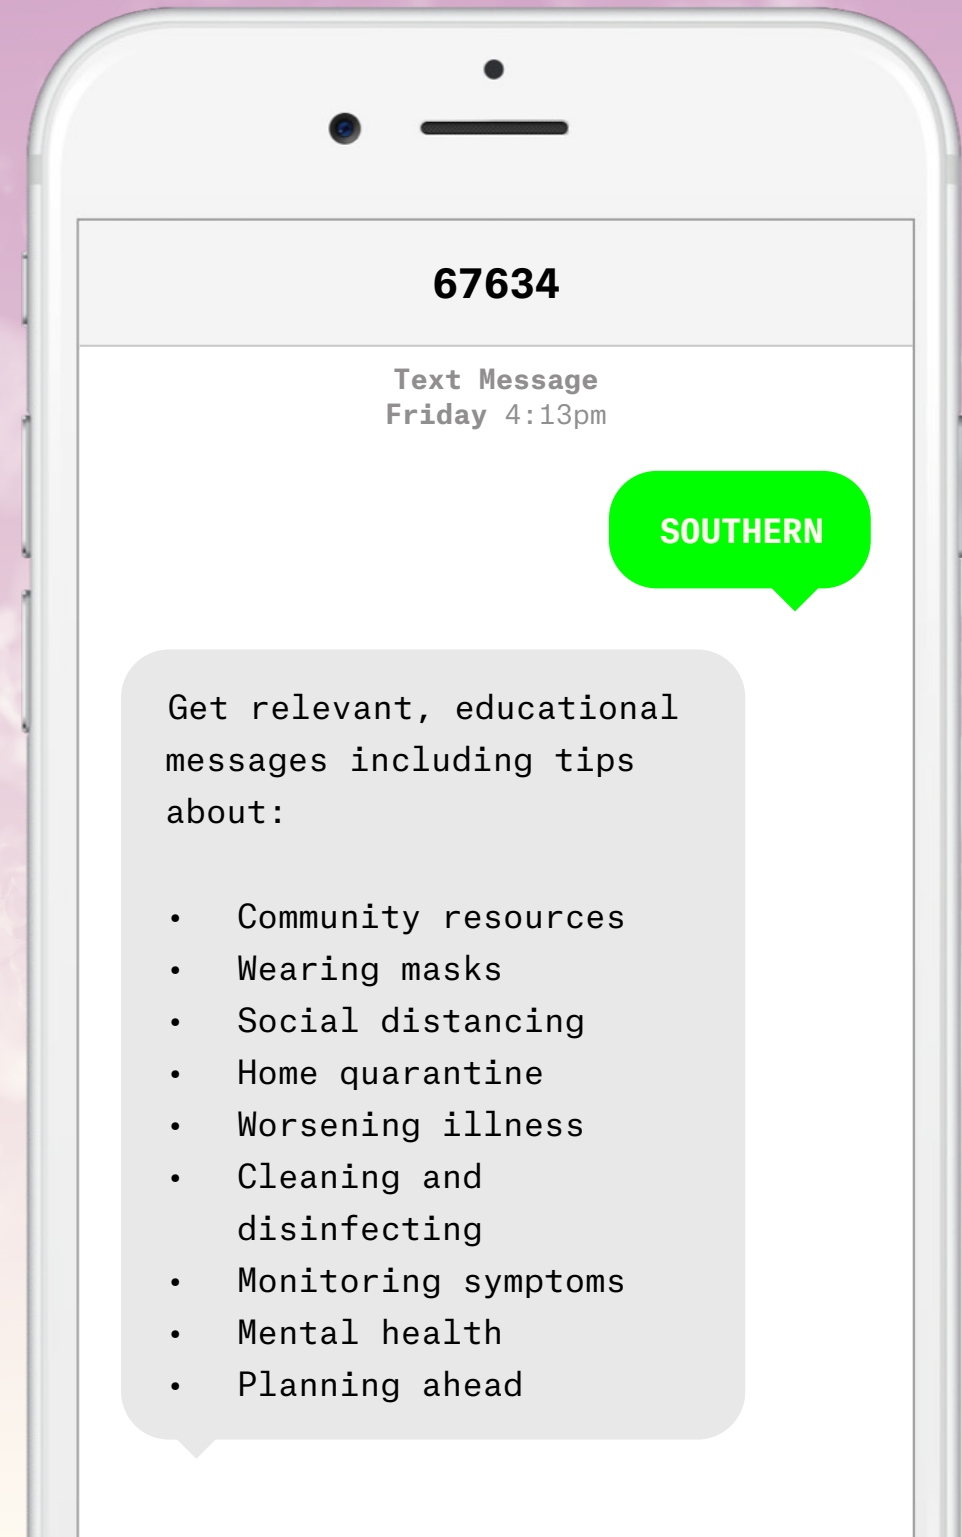 67634
Text Message
Friday 4:13pm
SOUTHERN
Get relevant, educational
messages including tips
about:
• Community resources
• Wearing masks
• Social distancing
• Home quarantine
• Worsening illness
• Cleaning and
disinfecting
• Monitoring symptoms
• Mental health
• Planning ahead